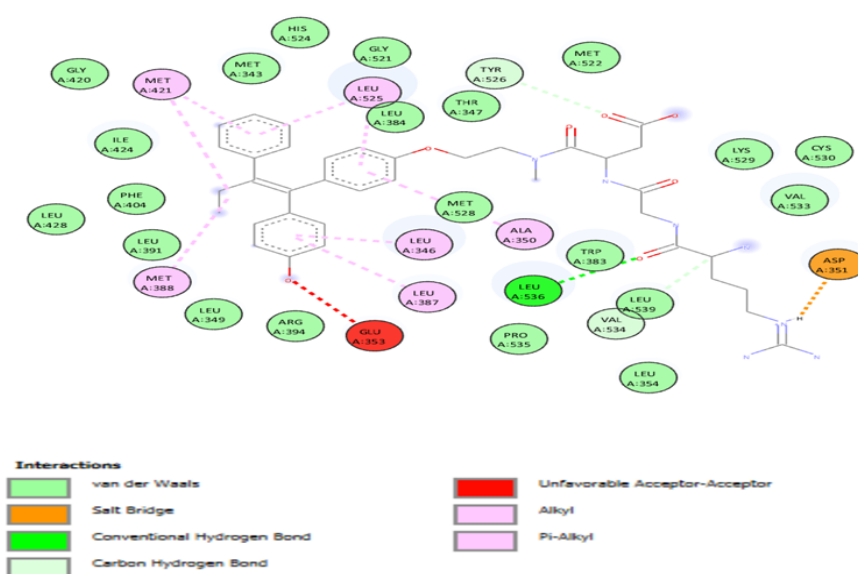 HIS
A:524
GLY
A:521
MET
A:522
MET
A:343
GLY
A:420
MET
A:421
TYR
A:526
LEU
A:525
THR
A:347
LEU
A:384
ILE
A:424
LYS
A:529
CYS
A:530
PHE
A:404
VAL
A:533
MET
A:528
LEU
A:428
ALA
A:350
LEU
A:391
LEU
A:346
TRP
A:383
ASP
A:351
MET
A:388
LEU
A:536
LEU
A:387
LEU
A:539
LEU
A:349
VAL
A:534
ARG
A:394
GLU
A:353
PRO
A:535
LEU
A:354
Interactions
van der Waals
Salt Bridge
Conventional Hydrogen Bond
Carbon Hydrogen Bond
Unfavorable Acceptor-Acceptor
Alkyl
Pi-Alkyl